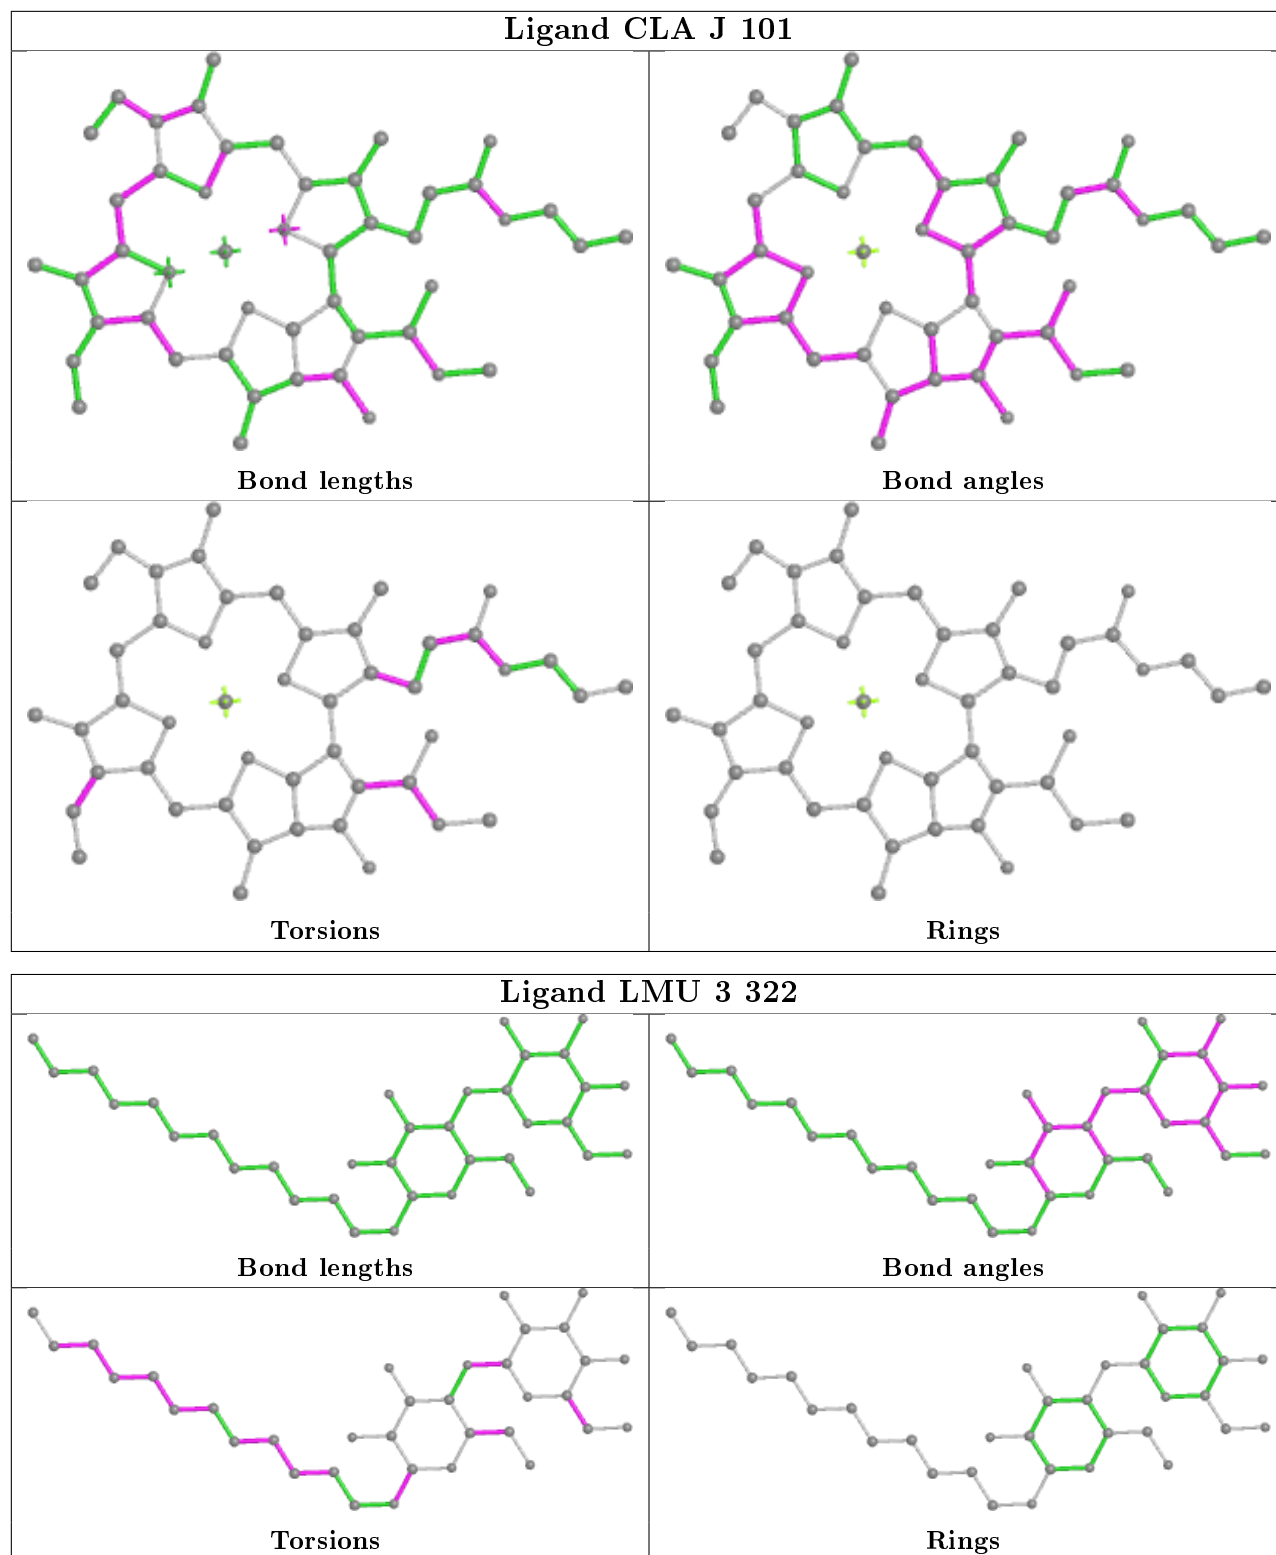 Ligand CLA J 101
Bond lengths
Bond angles
Torsions
Rings
Ligand LMU 3 322
Bond lengths
Bond angles
Torsions
Rings